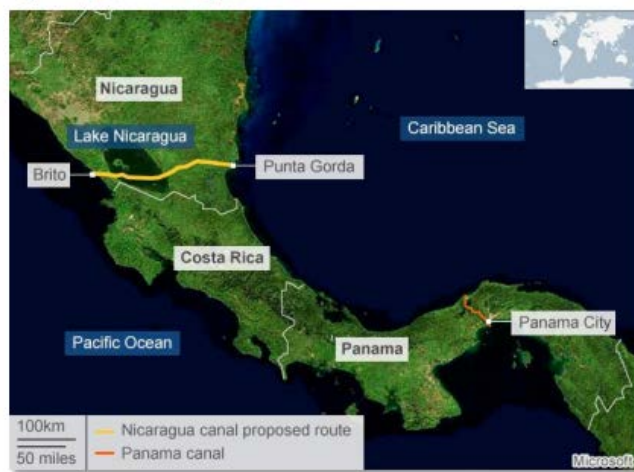 Nicaragua
Lake Nicaragua
Caribbean Sea
Brito
Punta Gorda
Costa Rica
Pacific Ocean
Panama
Panama City
100km
50 miles
Nicaragua canal proposed route
Panama canal
Microsoft